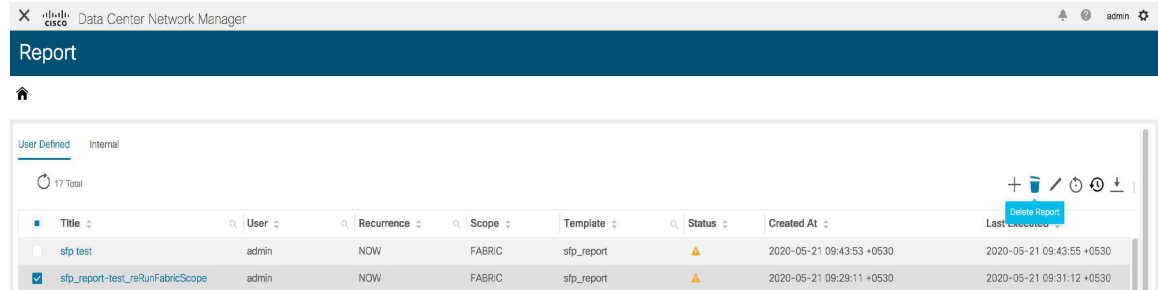 CISCO Data Center Network Manager admin
Report
User Defined Internal
17 Total
Delete Report
Title User Recurrence Scope Template Status Created At Last Executed
sfp test admin NOW FABRIC sfp_report 2020-05-21 09:43:53 +0530 2020-05-21 09:43:55 +0530
sfp_report-test_reRunFabricScope admin NOW FABRIC sfp_report 2020-05-21 09:29:11 +0530 2020-05-21 09:31:12 +0530